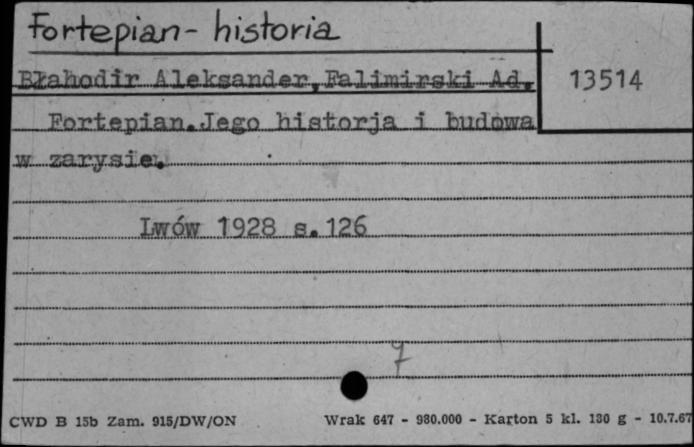 Fortepian - historia
Błahodir Aleksander, Falimirski Ad.
13514
Fortepian. Jego historja i budowa
w zarysie.
Lwów 1928 s. 126
7
CWD B 15b Zam. 915/DW/ON
Wrak 647 - 980.000 - Karton 5 kl. 180 g - 10.7.67